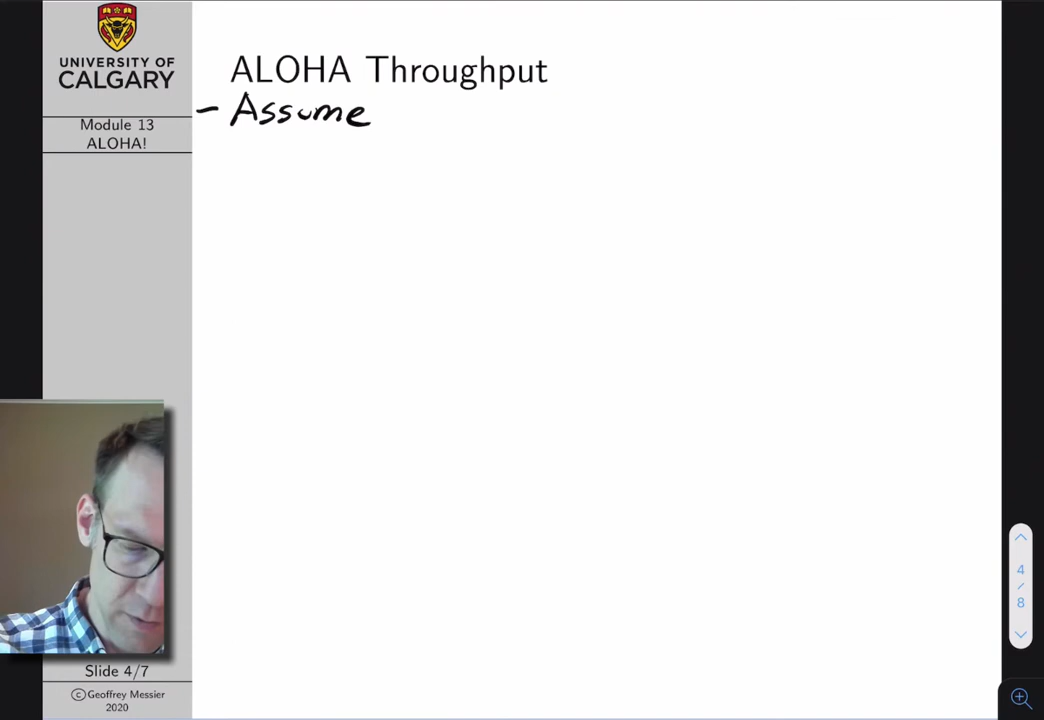 UNIVERSITY OF
CALGARY
Module 13
ALOHA!
ALOHA Throughput
- Assume
4
/
8
Slide 4/7
© Geoffrey Messier
2020